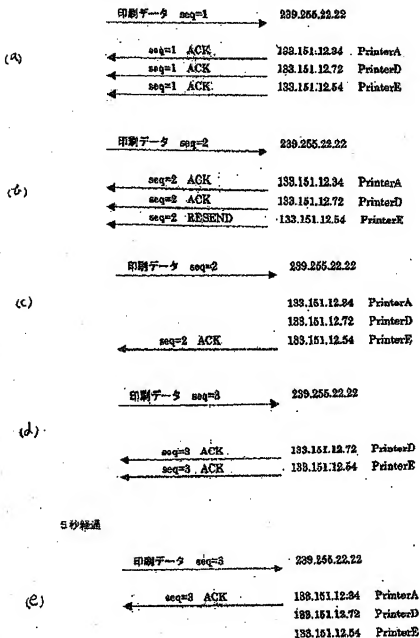 印刷データ seq=1 239.255.22.22
(a)
seq=1 ACK 133.151.12.34 PrinterA
seq=1 ACK 133.151.12.72 PrinterD
seq=1 ACK 133.151.12.54 PrinterE
印刷データ seq=2 239.255.22.22
(b)
seq=2 ACK 133.151.12.34 PrinterA
seq=2 ACK 133.151.12.72 PrinterD
seq=2 RESEND 133.151.12.54 PrinterE
印刷データ seq=2 239.255.22.22
(c)
133.151.12.34 PrinterA
133.151.12.72 PrinterD
seq=2 ACK 133.151.12.54 PrinterE
印刷データ seq=3 239.255.22.22
(d)
seq=3 ACK 133.151.12.72 PrinterD
seq=3 ACK 133.151.12.54 PrinterE
5秒経過
印刷データ seq=3 239.255.22.22
(e)
seq=3 ACK 133.151.12.34 PrinterA
133.151.12.72 PrinterD
133.151.12.54 PrinterE